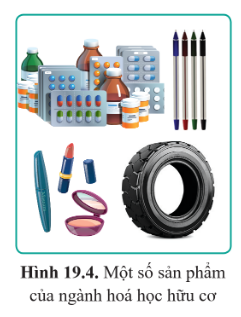 Hình 19.4. Một số sản phẩm
của ngành hoá học hữu cơ